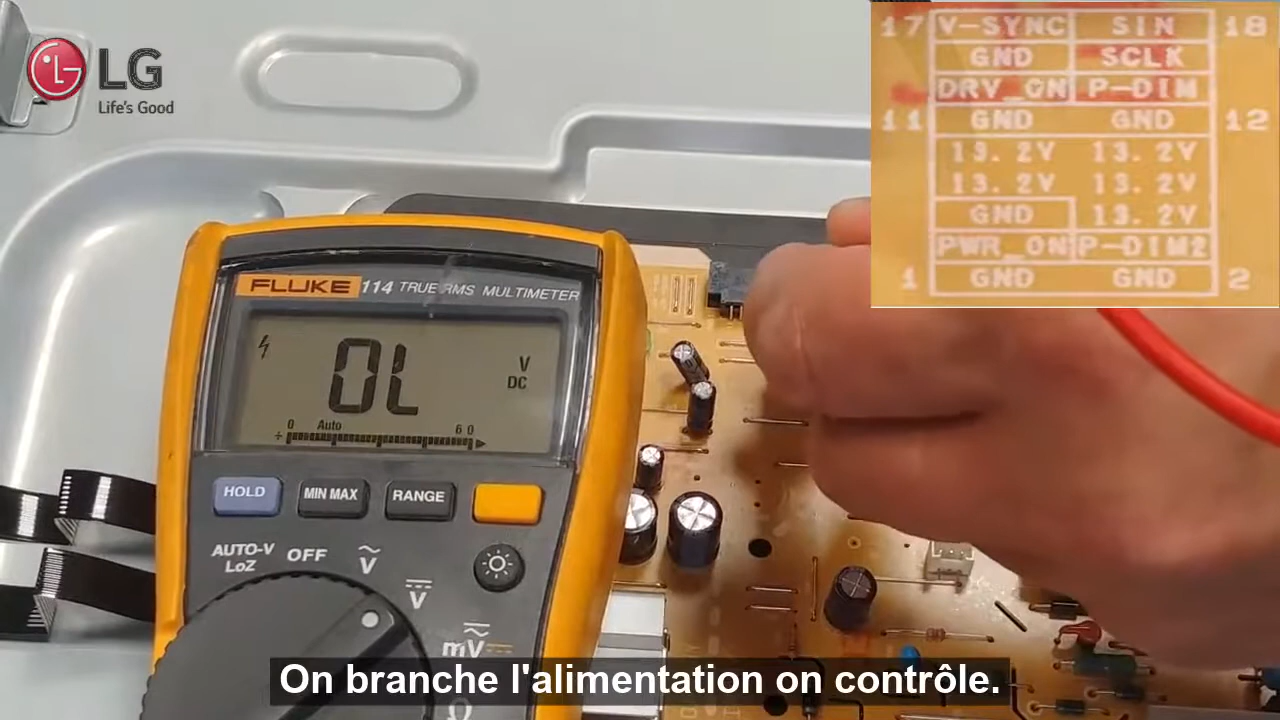 LG
Life's Good
17 V-SYNC SIN 18
GND SCLK
DRV_ON P-DIM
11 GND GND 12
13.2V 13.2V
13.2V 13.2V
GND 13.2V
PWR_ON P-DIM2
1 GND GND 2
FLUKE 114 TRUE RMS MULTIMETER
OL V
DC
0 Auto 60
HOLD MIN MAX RANGE
AUTO-V OFF V
LoZ
V
mV
Ω
On branche l'alimentation on contrôle.